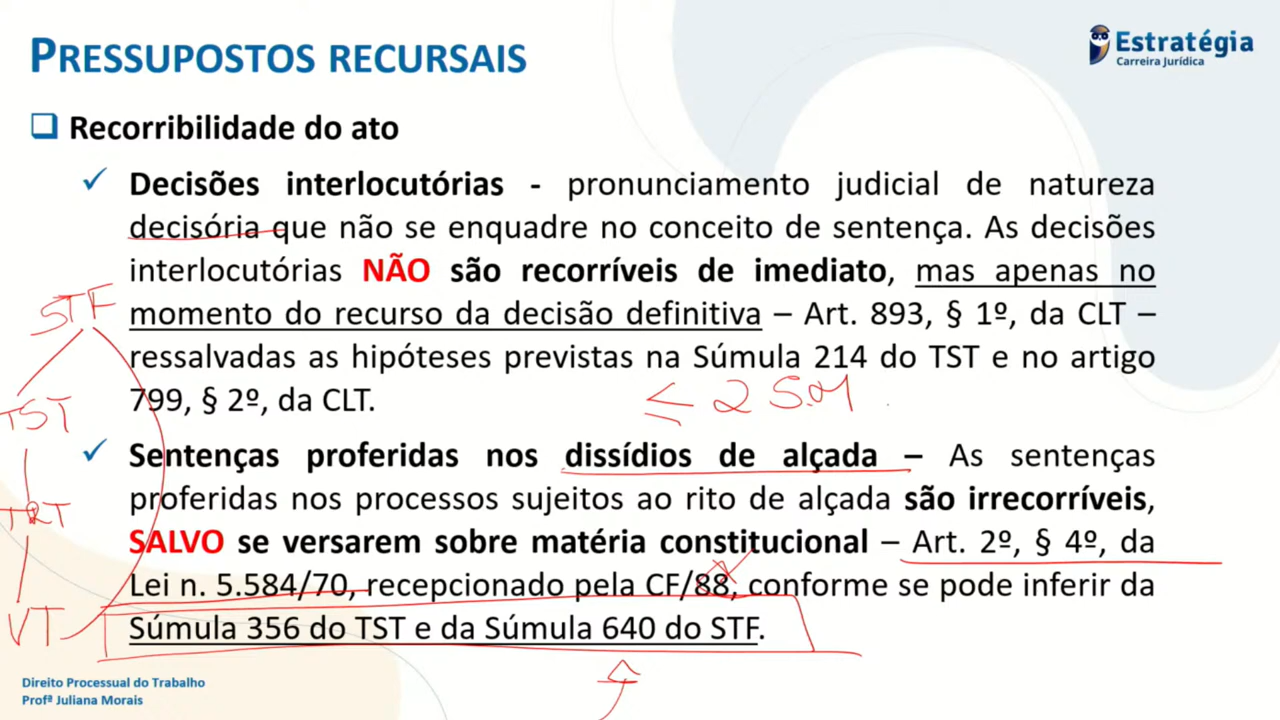 PRESSUPOSTOS RECURSAIS
Estratégia
Carreira Jurídica
Recorribilidade do ato
Decisões interlocutórias - pronunciamento judicial de natureza
decisória que não se enquadre no conceito de sentença. As decisões
interlocutórias NÃO são recorríveis de imediato, mas apenas no
momento do recurso da decisão definitiva – Art. 893, § 1º, da CLT –
ressalvadas as hipóteses previstas na Súmula 214 do TST e no artigo
799, § 2º, da CLT.
≤ 2 S.M
Sentenças proferidas nos dissídios de alçada – As sentenças
proferidas nos processos sujeitos ao rito de alçada são irrecorríveis,
SALVO se versarem sobre matéria constitucional – Art. 2º, § 4º, da
Lei n. 5.584/70, recepcionado pela CF/88, conforme se pode inferir da
Súmula 356 do TST e da Súmula 640 do STF.
STF
TST
TRT
VT
Direito Processual do Trabalho
Profª Juliana Morais